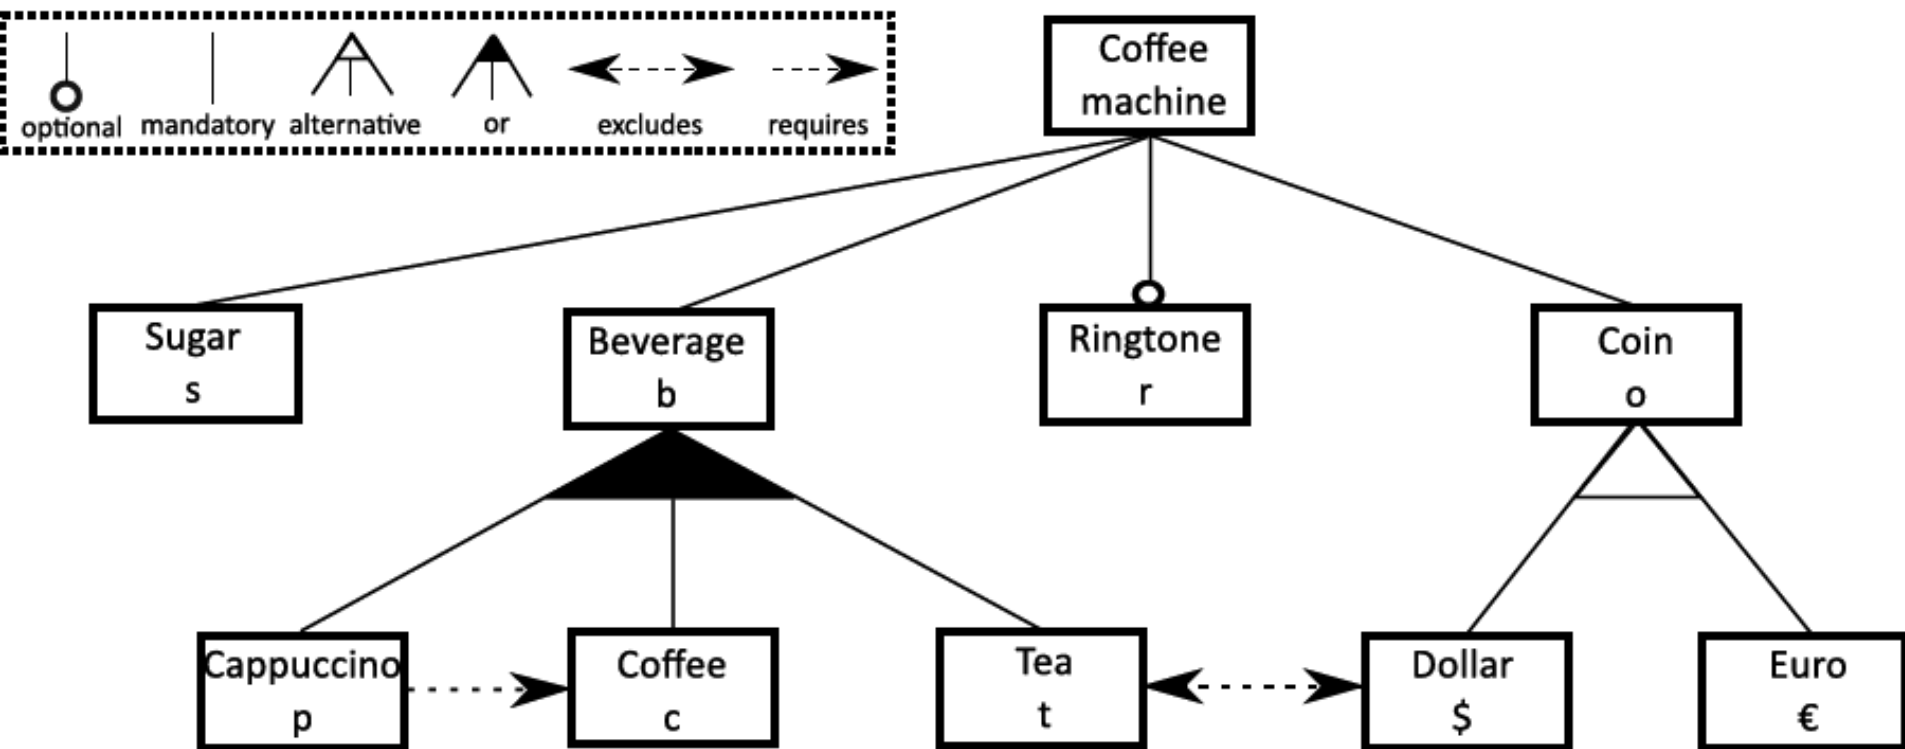 optional mandatory alternative or excludes requires
Coffee
machine
Sugar
s
Beverage
b
Ringtone
r
Coin
o
Cappuccino
p
Coffee
c
Tea
t
Dollar
$
Euro
€